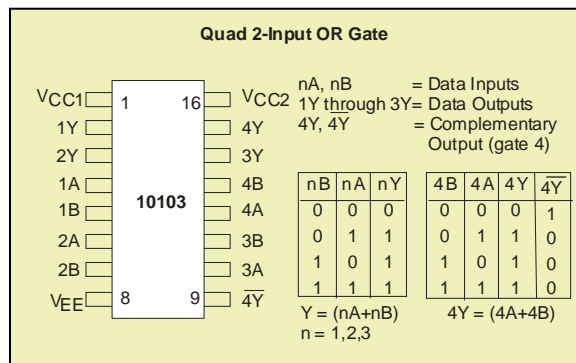 Quad 2-Input OR Gate
VCC1 1 16 VCC2
1Y 4Y
2Y 3Y
1A 4B
1B 10103 4A
2A 3B
2B 3A
VEE 8 9 4̅Y̅
nA, nB = Data Inputs
1Y through 3Y= Data Outputs
4Y, 4̅Y̅ = Complementary
Output (gate 4)
nB nA nY
0 0 0
0 1 1
1 0 1
1 1 1
Y = (nA+nB)
n = 1,2,3
4B 4A 4Y 4̅Y̅
0 0 0 1
0 1 1 0
1 0 1 0
1 1 1 0
4Y = (4A+4B)